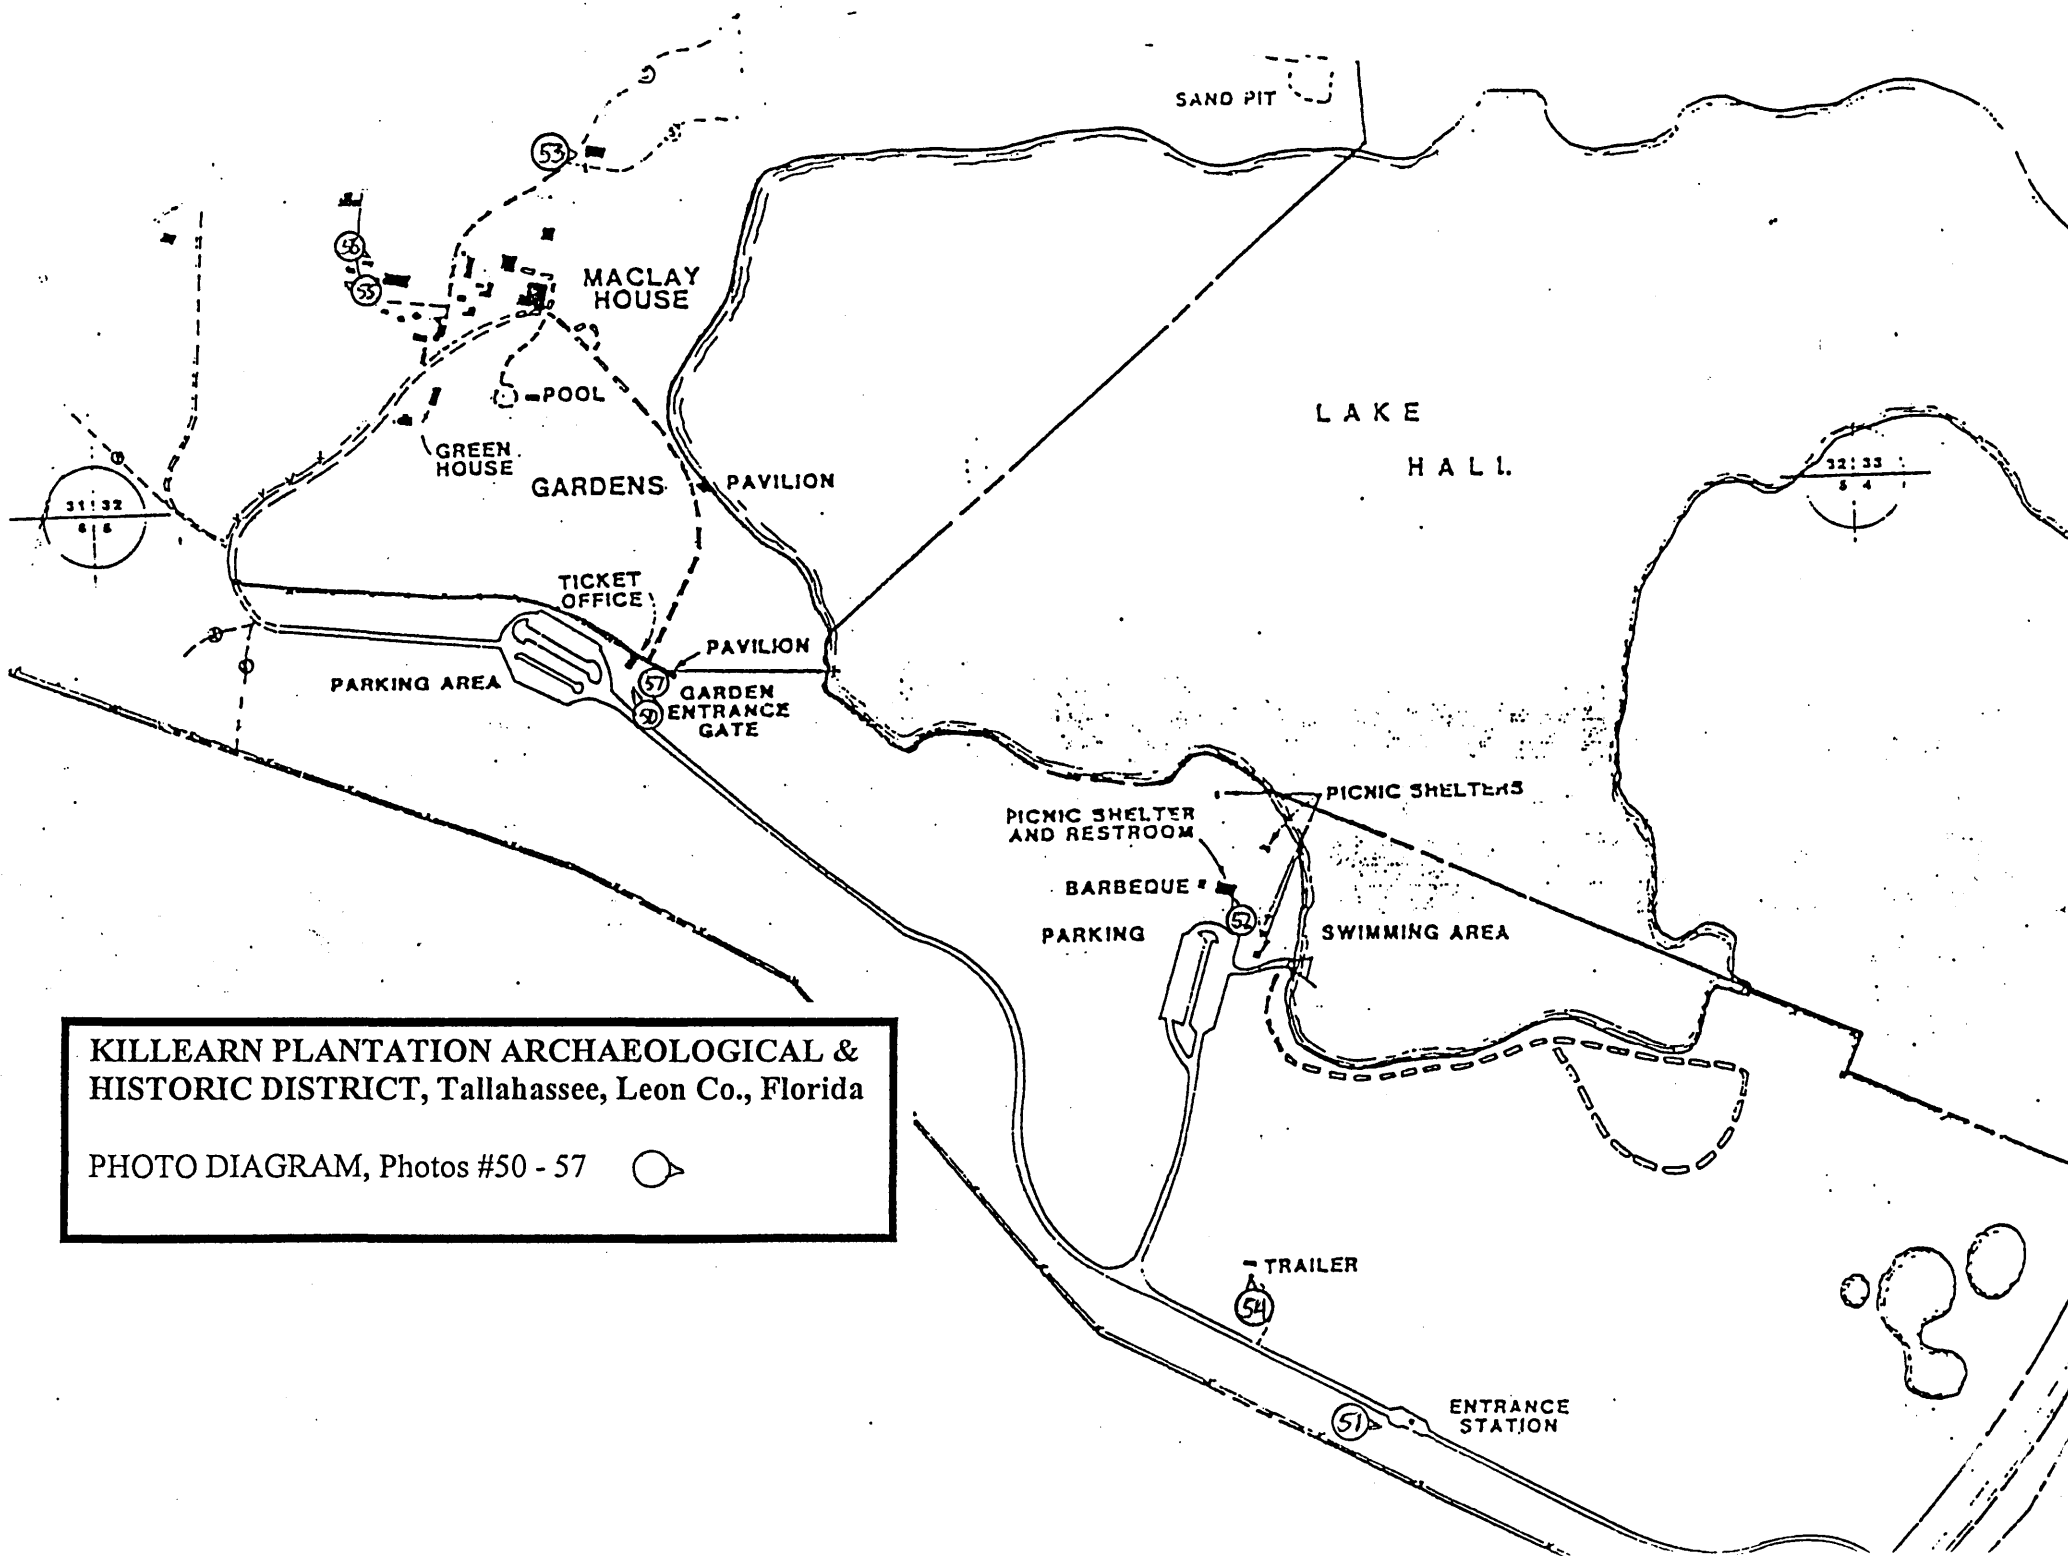 SAND PIT
53
56
55
MACLAY
HOUSE
POOL
GREEN
HOUSE
GARDENS
PAVILION
LAKE
HALL
31 32
6 5
32 33
5 4
TICKET
OFFICE
PAVILION
PARKING AREA
57
50
GARDEN
ENTRANCE
GATE
PICNIC SHELTERS
PICNIC SHELTER
AND RESTROOM
BARBEQUE
52
PARKING
SWIMMING AREA
KILLEARN PLANTATION ARCHAEOLOGICAL &
HISTORIC DISTRICT, Tallahassee, Leon Co., Florida
PHOTO DIAGRAM, Photos #50 - 57
TRAILER
54
ENTRANCE
STATION
51